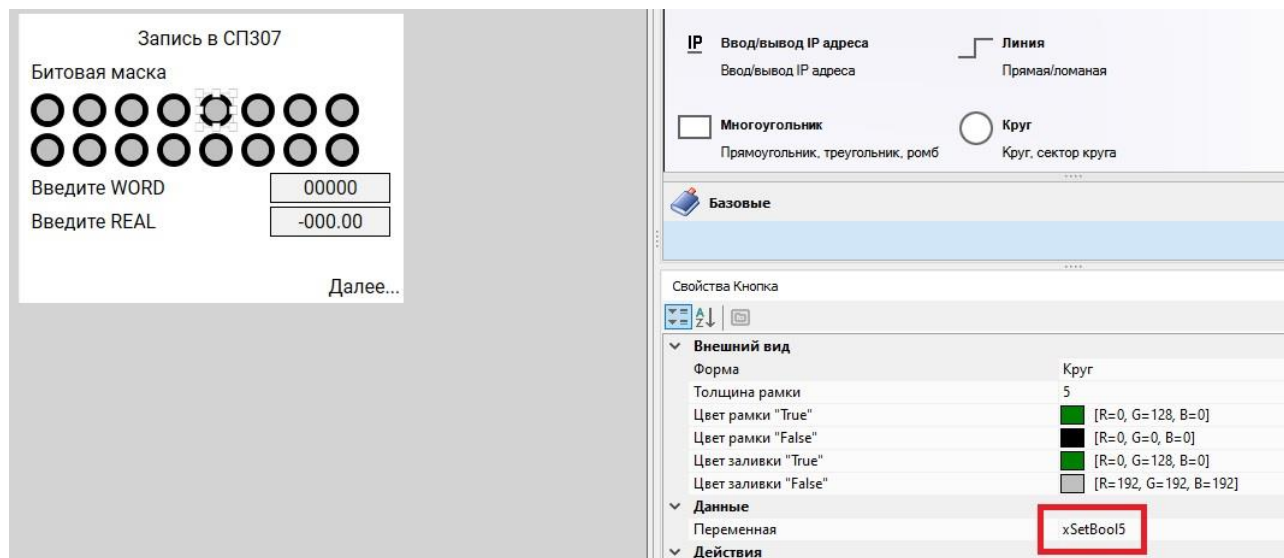 Запись в СП307
Битовая маска
Введите WORD 00000
Введите REAL -000.00
Далее...
IP Ввод/вывод IP адреса
Ввод/вывод IP адреса
Линия
Прямая/ломаная
Многоугольник
Прямоугольник, треугольник, ромб
Круг
Круг, сектор круга
Базовые
Свойства Кнопка
A
Z
Внешний вид
Форма Круг
Толщина рамки 5
Цвет рамки "True" [R=0, G=128, B=0]
Цвет рамки "False" [R=0, G=0, B=0]
Цвет заливки "True" [R=0, G=128, B=0]
Цвет заливки "False" [R=192, G=192, B=192]
Данные
Переменная xSetBool5
Действия